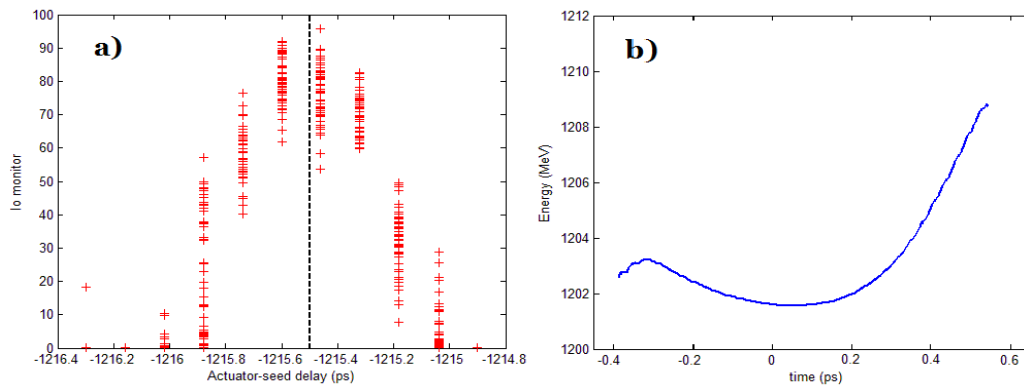 a)
100
90
80
70
60
50
40
30
20
10
0
Io monitor
-1216.4 -1216.2 -1216 -1215.8 -1215.6 -1215.4 -1215.2 -1215 -1214.8
Actuator-seed delay (ps)
b)
1212
1210
1208
1206
1204
1202
1200
Energy (MeV)
-0.4 -0.2 0 0.2 0.4 0.6
time (ps)